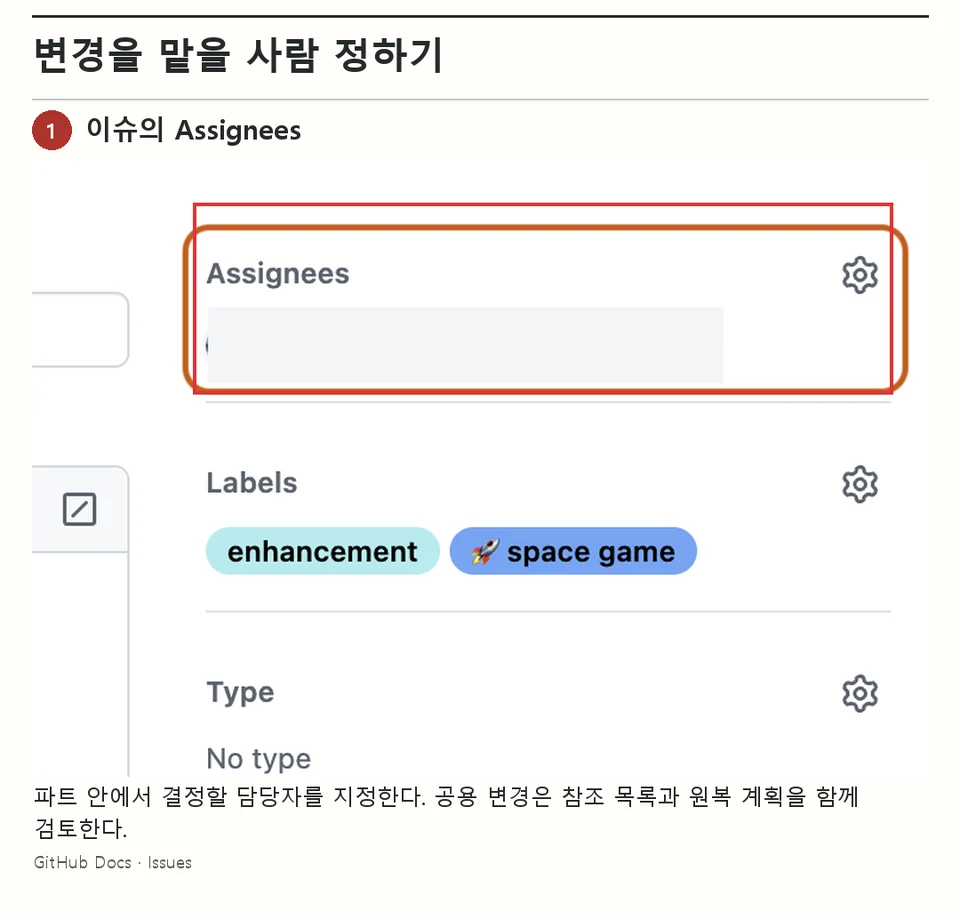 변경을 맡을 사람 정하기
1 이슈의 Assignees
Assignees
Labels
enhancement 🚀 space game
Type
No type
파트 안에서 결정할 담당자를 지정한다. 공용 변경은 참조 목록과 원복 계획을 함께
검토한다.
GitHub Docs · Issues